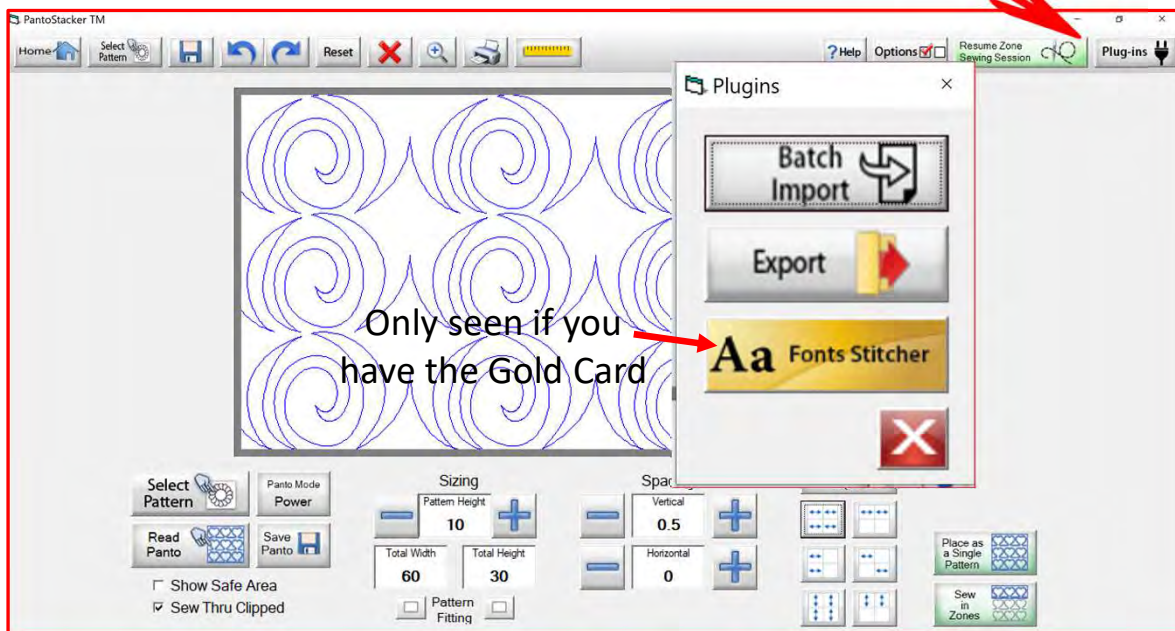 PantoStacker TM
Home
Select
Pattern
Reset
? Help
Options
Resume Zone
Sewing Session
Plug-ins
Plugins
Batch
Import
Export
Aa Fonts Stitcher
Only seen if you
have the Gold Card
Select
Pattern
Panto Mode
Power
Read
Panto
Save
Panto
Show Safe Area
Sew Thru Clipped
Sizing
Pattern Height
10
Total Width
60
Total Height
30
Pattern
Fitting
Vertical
0.5
Horizontal
0
Place as
a Single
Pattern
Sew
in
Zones